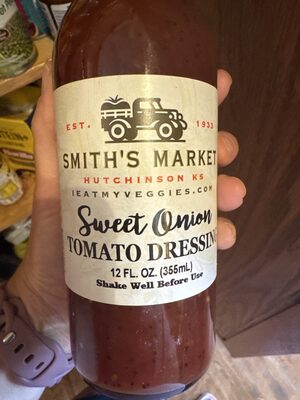 EST. 1933
SMITH'S MARKET
HUTCHINSON KS
IEATMYVEGGIES.COM
Sweet Onion
TOMATO DRESSING
12 FL. OZ. (355mL)
Shake Well Before Use